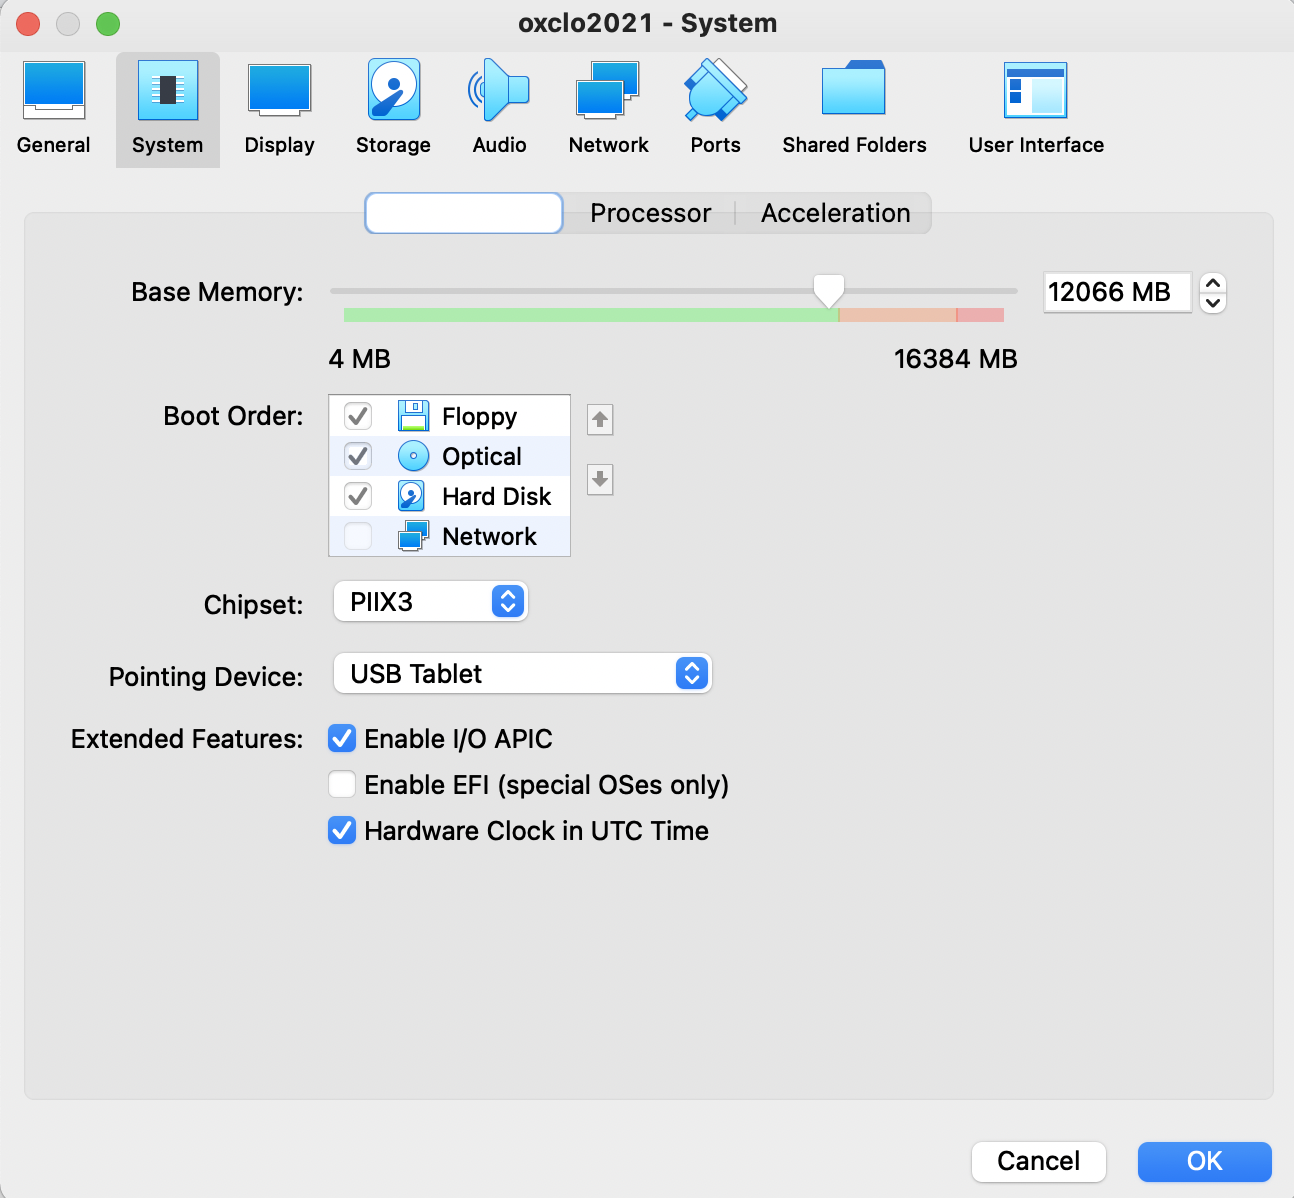 oxclo2021 - System
General System Display Storage Audio Network Ports Shared Folders User Interface
Processor Acceleration
Base Memory: 12066 MB
4 MB 16384 MB
Boot Order: Floppy
Optical
Hard Disk
Network
Chipset: PIIX3
Pointing Device: USB Tablet
Extended Features: Enable I/O APIC
Enable EFI (special OSes only)
Hardware Clock in UTC Time
Cancel OK